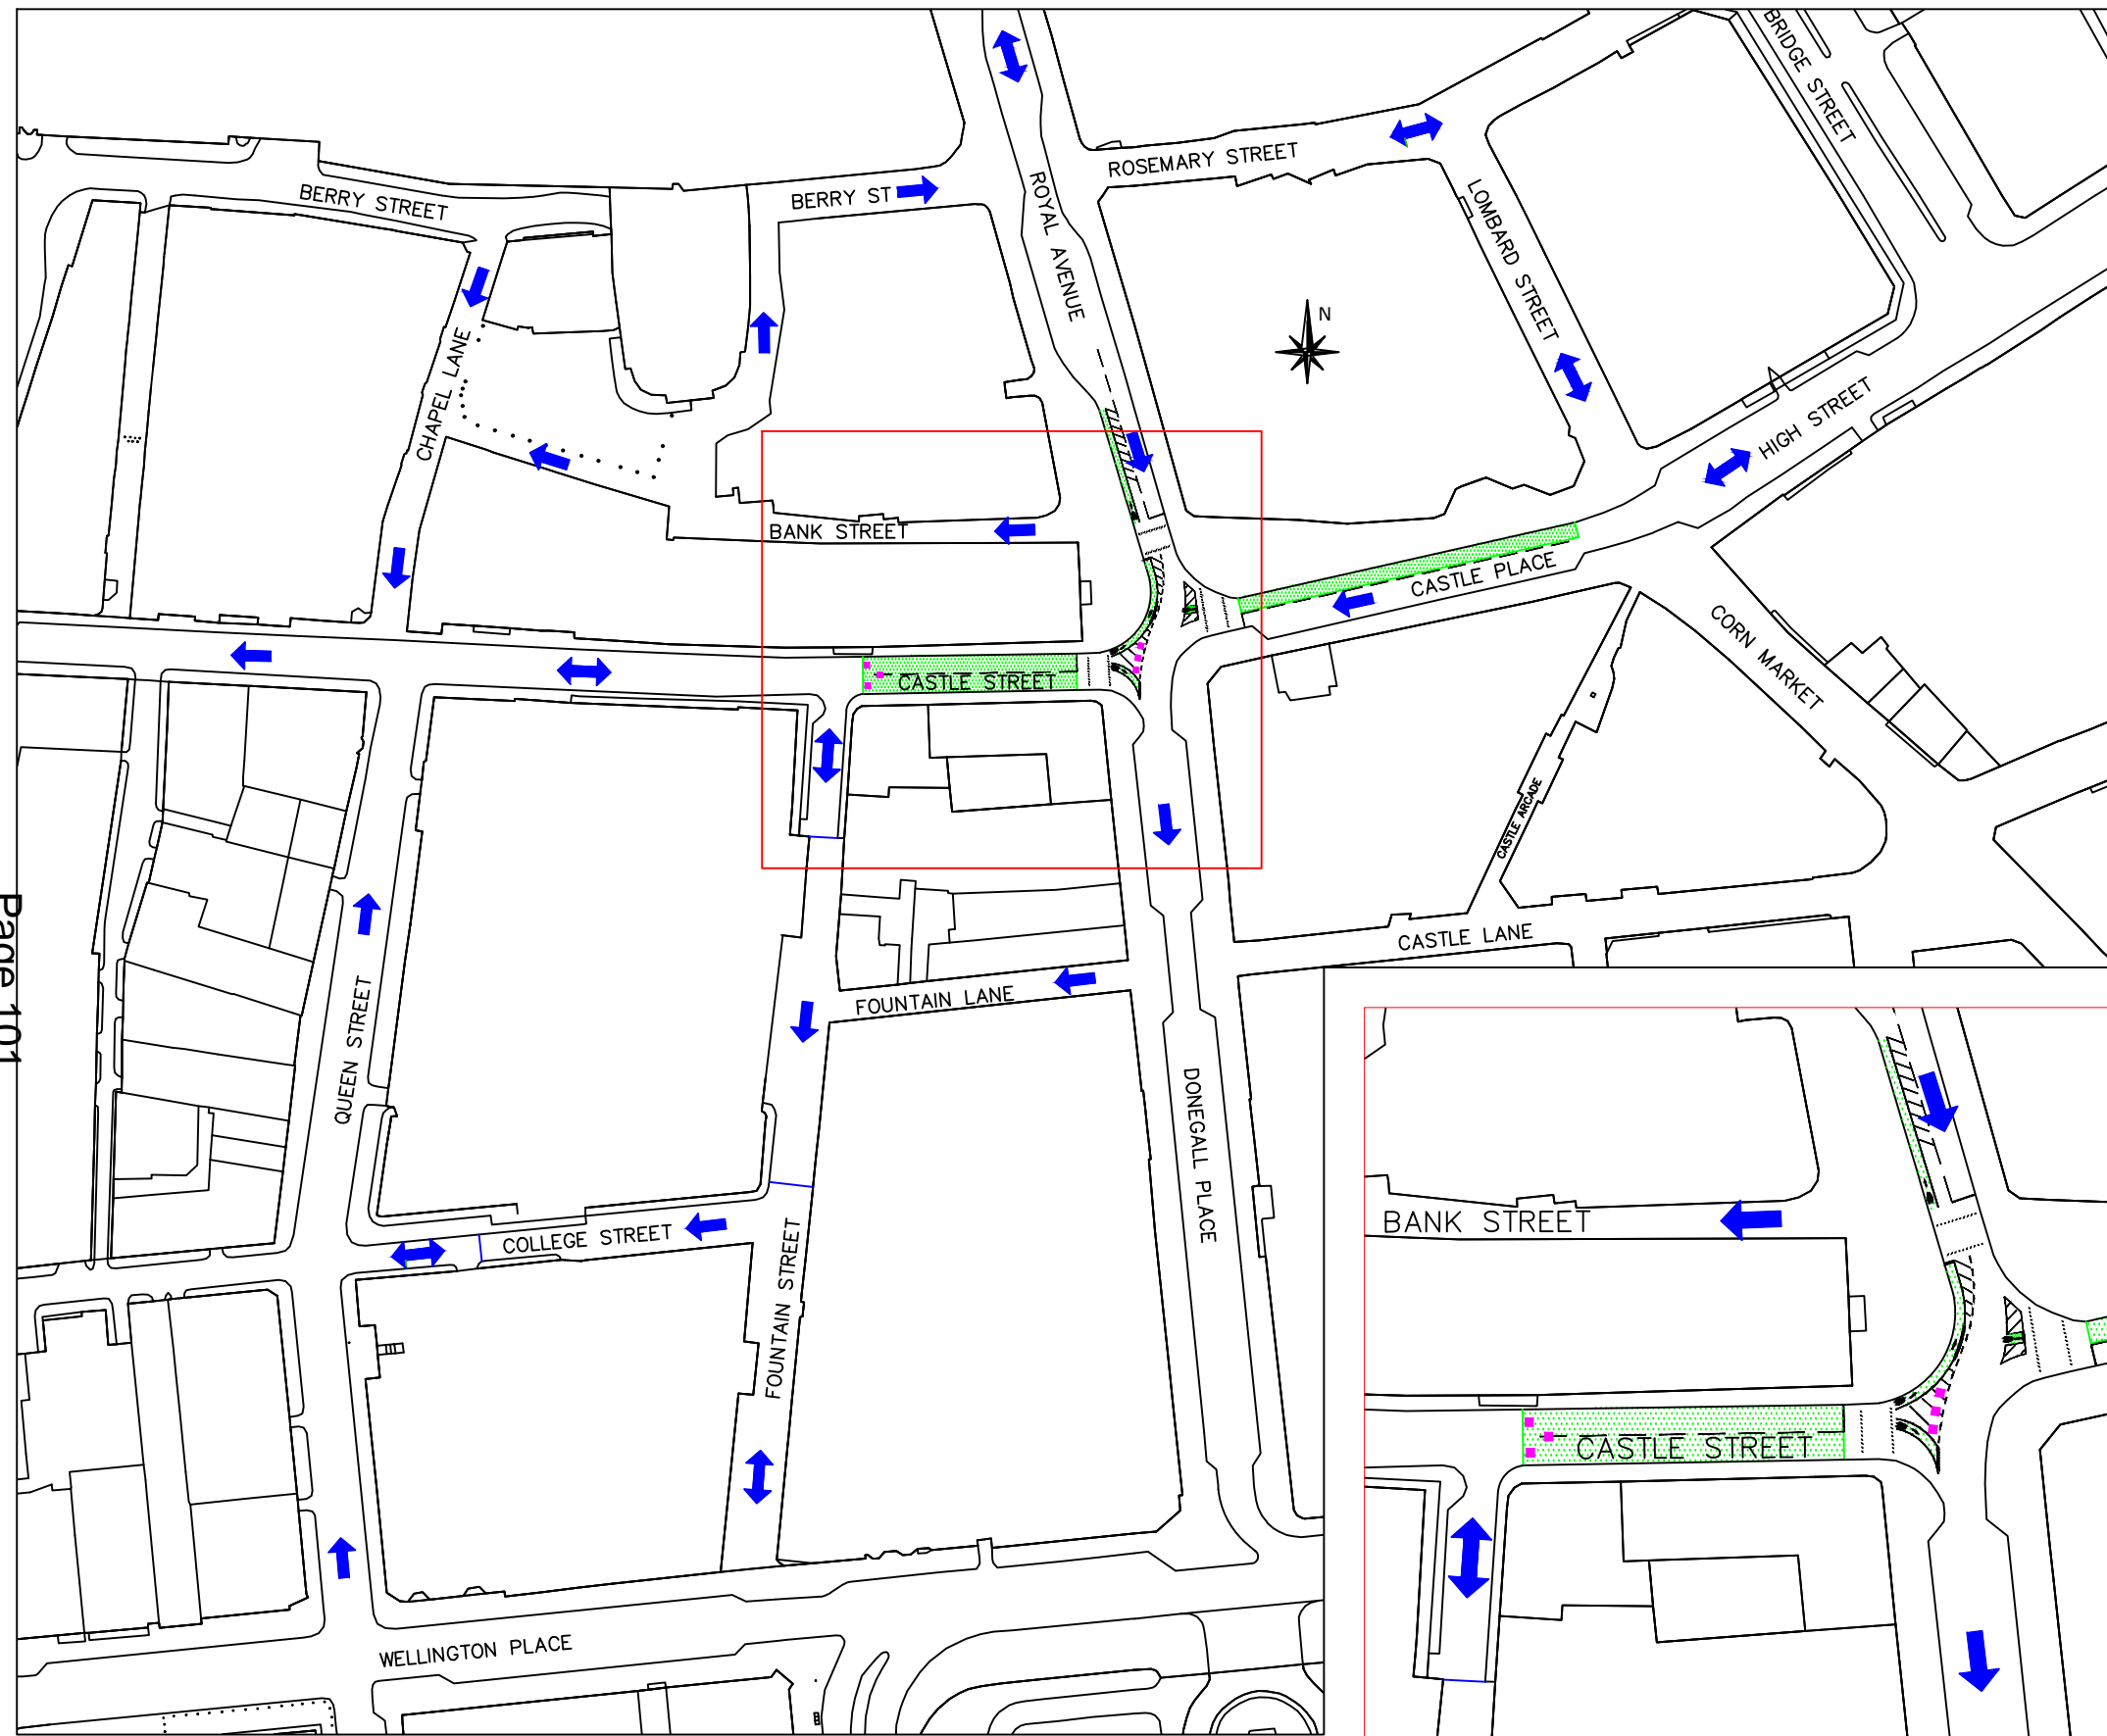 BRIDGE STREET
ROSEMARY STREET
BERRY STREET
BERRY ST
ROYAL AVENUE
LOMBARD STREET
N
CHAPEL LANE
HIGH STREET
BANK STREET
CASTLE PLACE
CORN MARKET
CASTLE STREET
CASTLE ARCADE
Page 101
CASTLE LANE
QUEEN STREET
FOUNTAIN LANE
DONEGALL PLACE
COLLEGE STREET
FOUNTAIN STREET
WELLINGTON PLACE
BANK STREET
CASTLE STREET